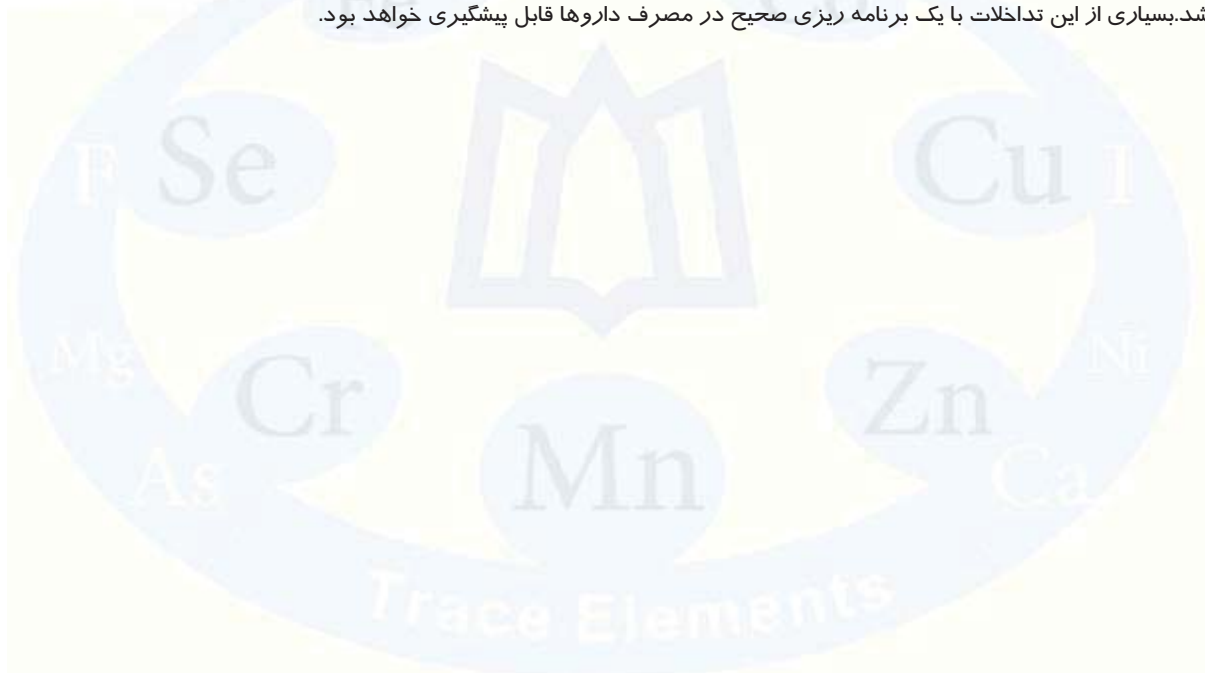 شد.بسیاری از این تداخلات با یک برنامه ریزی صحیح در مصرف داروها قابل پیشگیری خواهد بود.
Se
Cu
F
I
Mg
Cr
Zn
Ni
Mn
As
Ca
Trace Elements